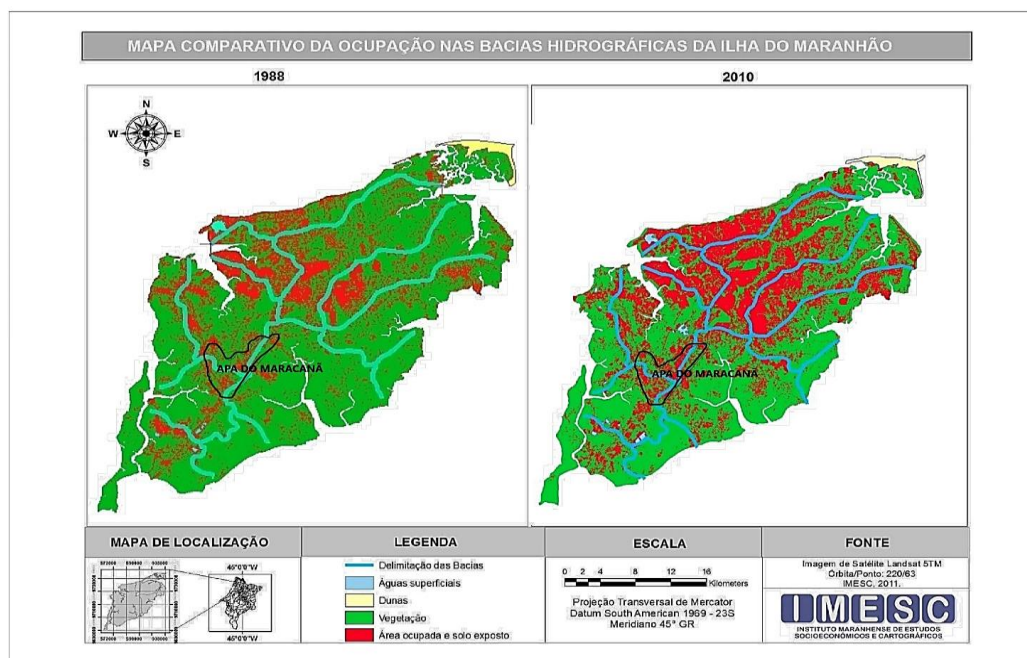 MAPA COMPARATIVO DA OCUPAÇÃO NAS BACIAS HIDROGRÁFICAS DA ILHA DO MARANHÃO
1988
2010
N
W E
S
APA DO MARACANÃ
APA DO MARACANÃ
MAPA DE LOCALIZAÇÃO
45°0'0"W
45°0'0"W
LEGENDA
Delimitação das Bacias
Águas superficiais
Dunas
Vegetação
Área ocupada e solo exposto
ESCALA
0 2 4 6 8 12 16
Kilometers
Projeção Transversal de Mercator
Datum South American 1969 - 23S
Meridiano 45° GR
FONTE
Imagem de Satélite Landsat 5TM
Órbita/Ponto: 220/63
IMESC, 2011.
IMESC
INSTITUTO MARANHENSE DE ESTUDOS
SOCIOECONÔMICOS E CARTOGRÁFICOS